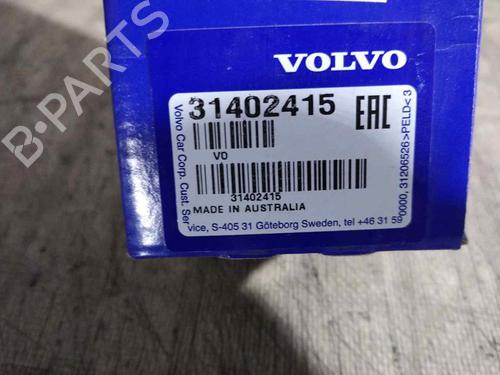 VOLVO
31402415
EAC
VO
31402415
MADE IN AUSTRALIA
Volvo Car Corp. Cust. Ser
vice, S-405 31 Göteborg Sweden, tel +46 31 59
0000, 31206526 >PELD<3
B-PARTS